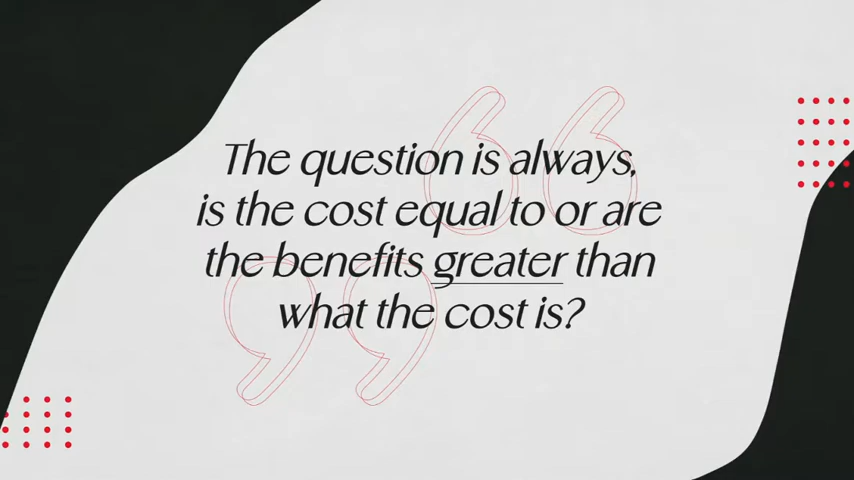 The question is always,
is the cost equal to or are
the benefits greater than
what the cost is?